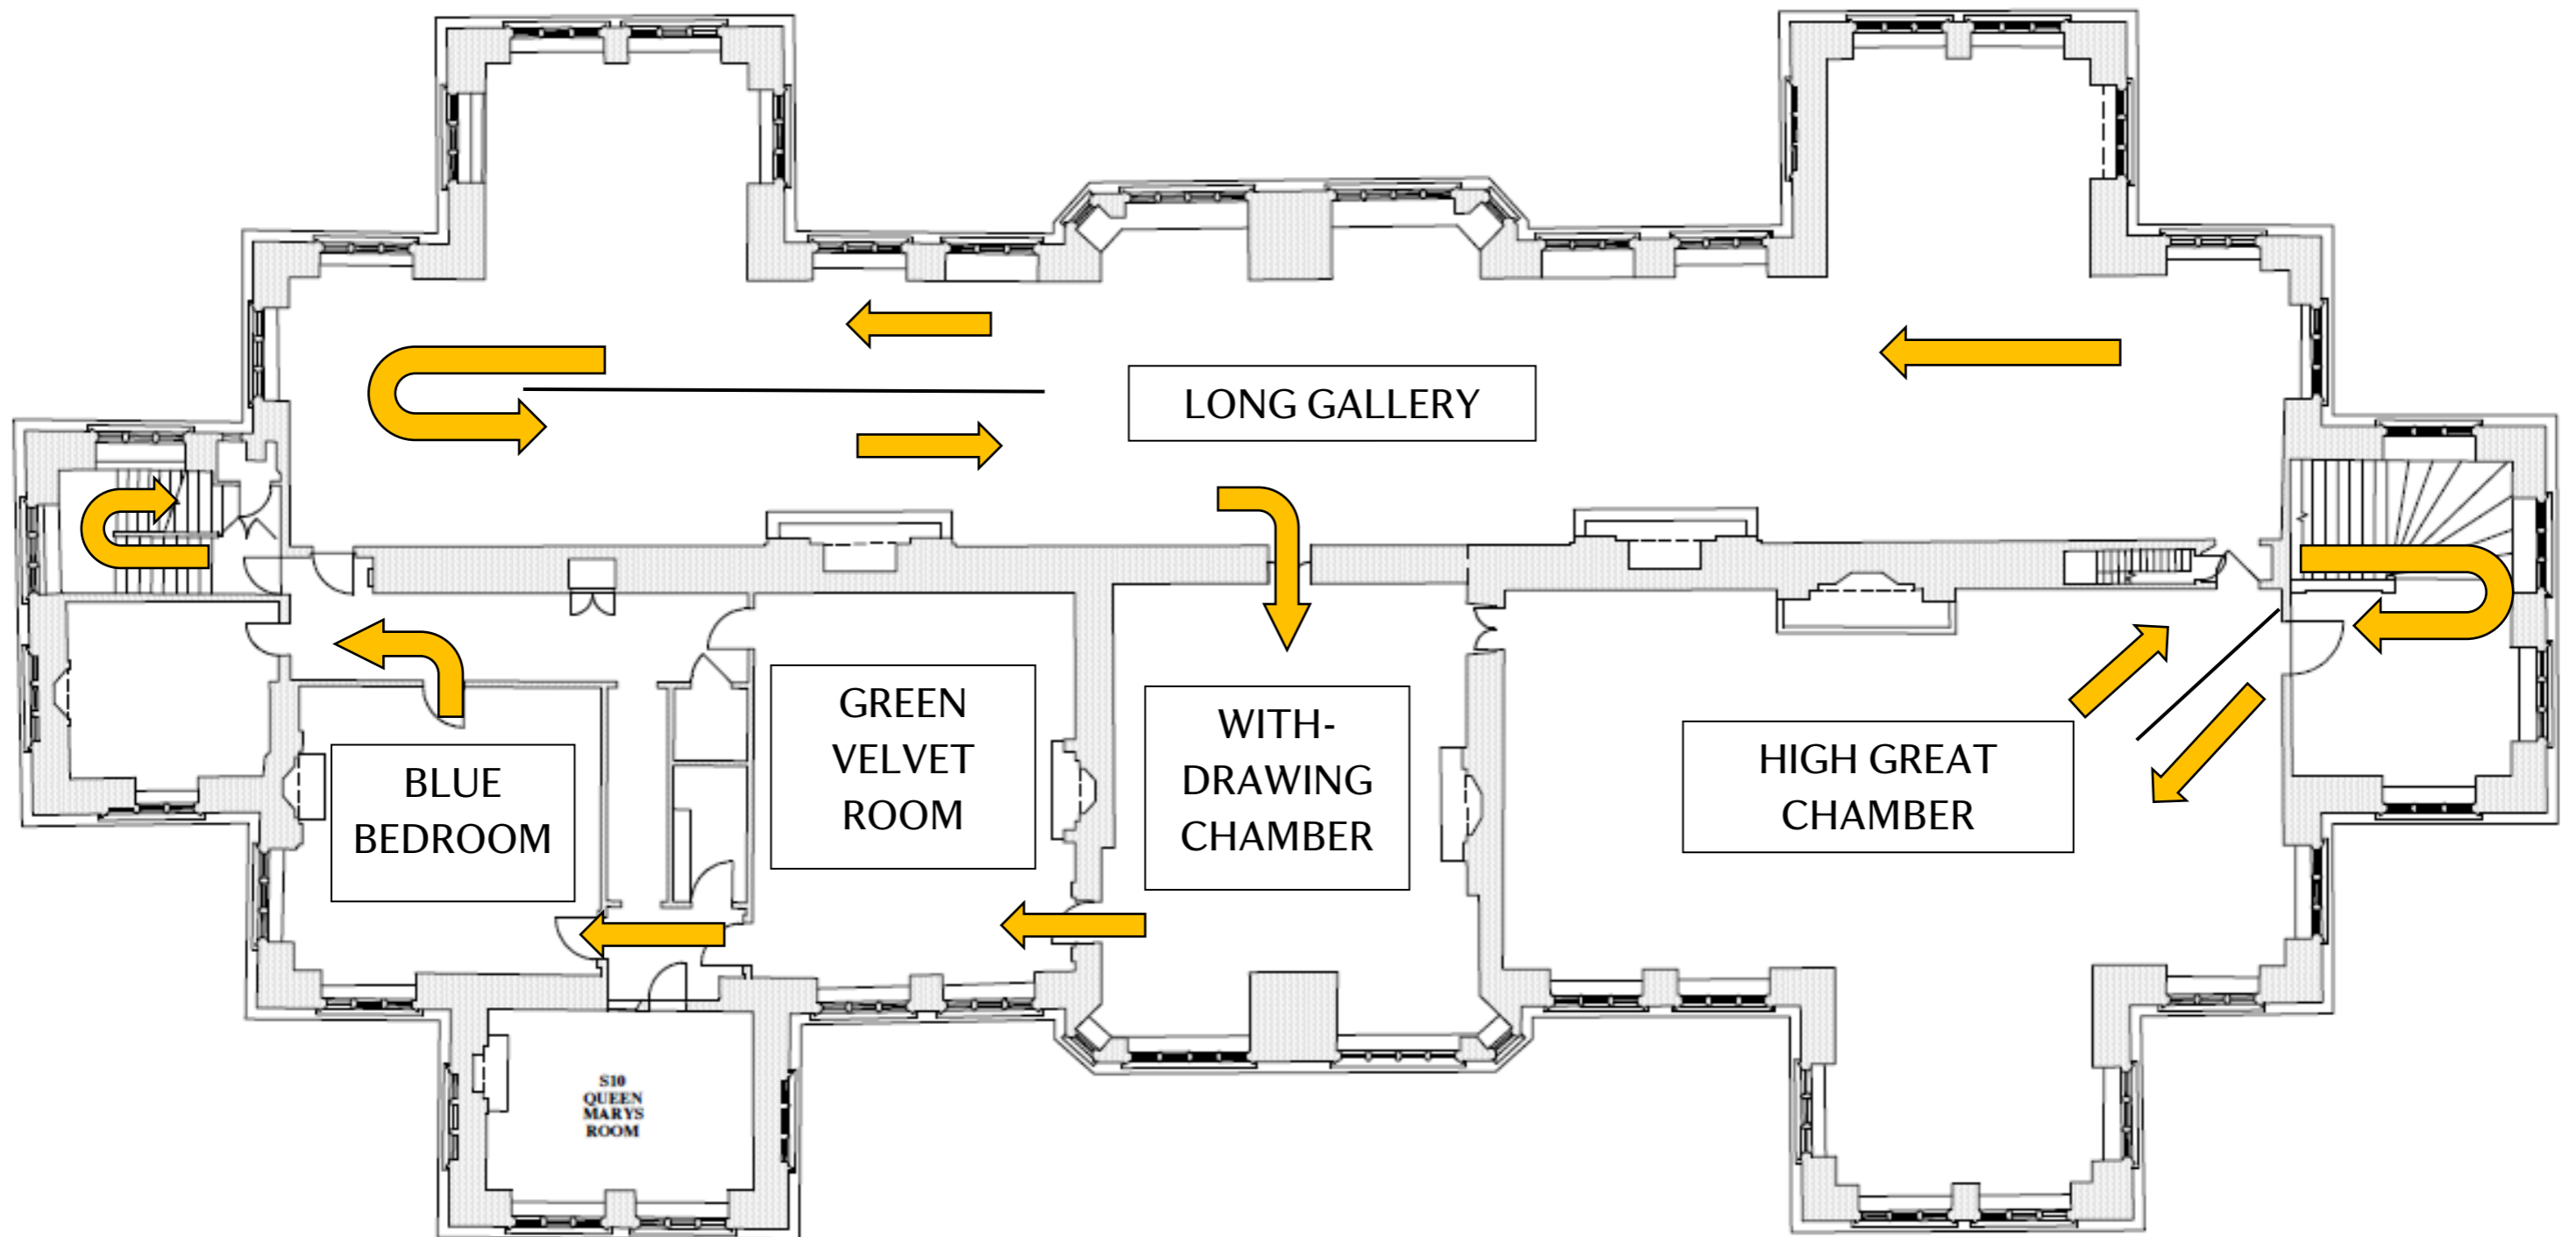 LONG GALLERY
GREEN
VELVET
ROOM
WITH-
DRAWING
CHAMBER
HIGH GREAT
CHAMBER
BLUE
BEDROOM
S10
QUEEN
MARYS
ROOM